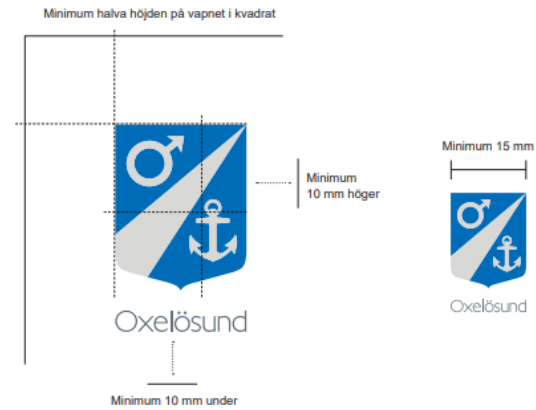 Minimum halva höjden på vapnet i kvadrat
Minimum
10 mm höger
Oxelösund
Minimum 10 mm under
Minimum 15 mm
Oxelösund